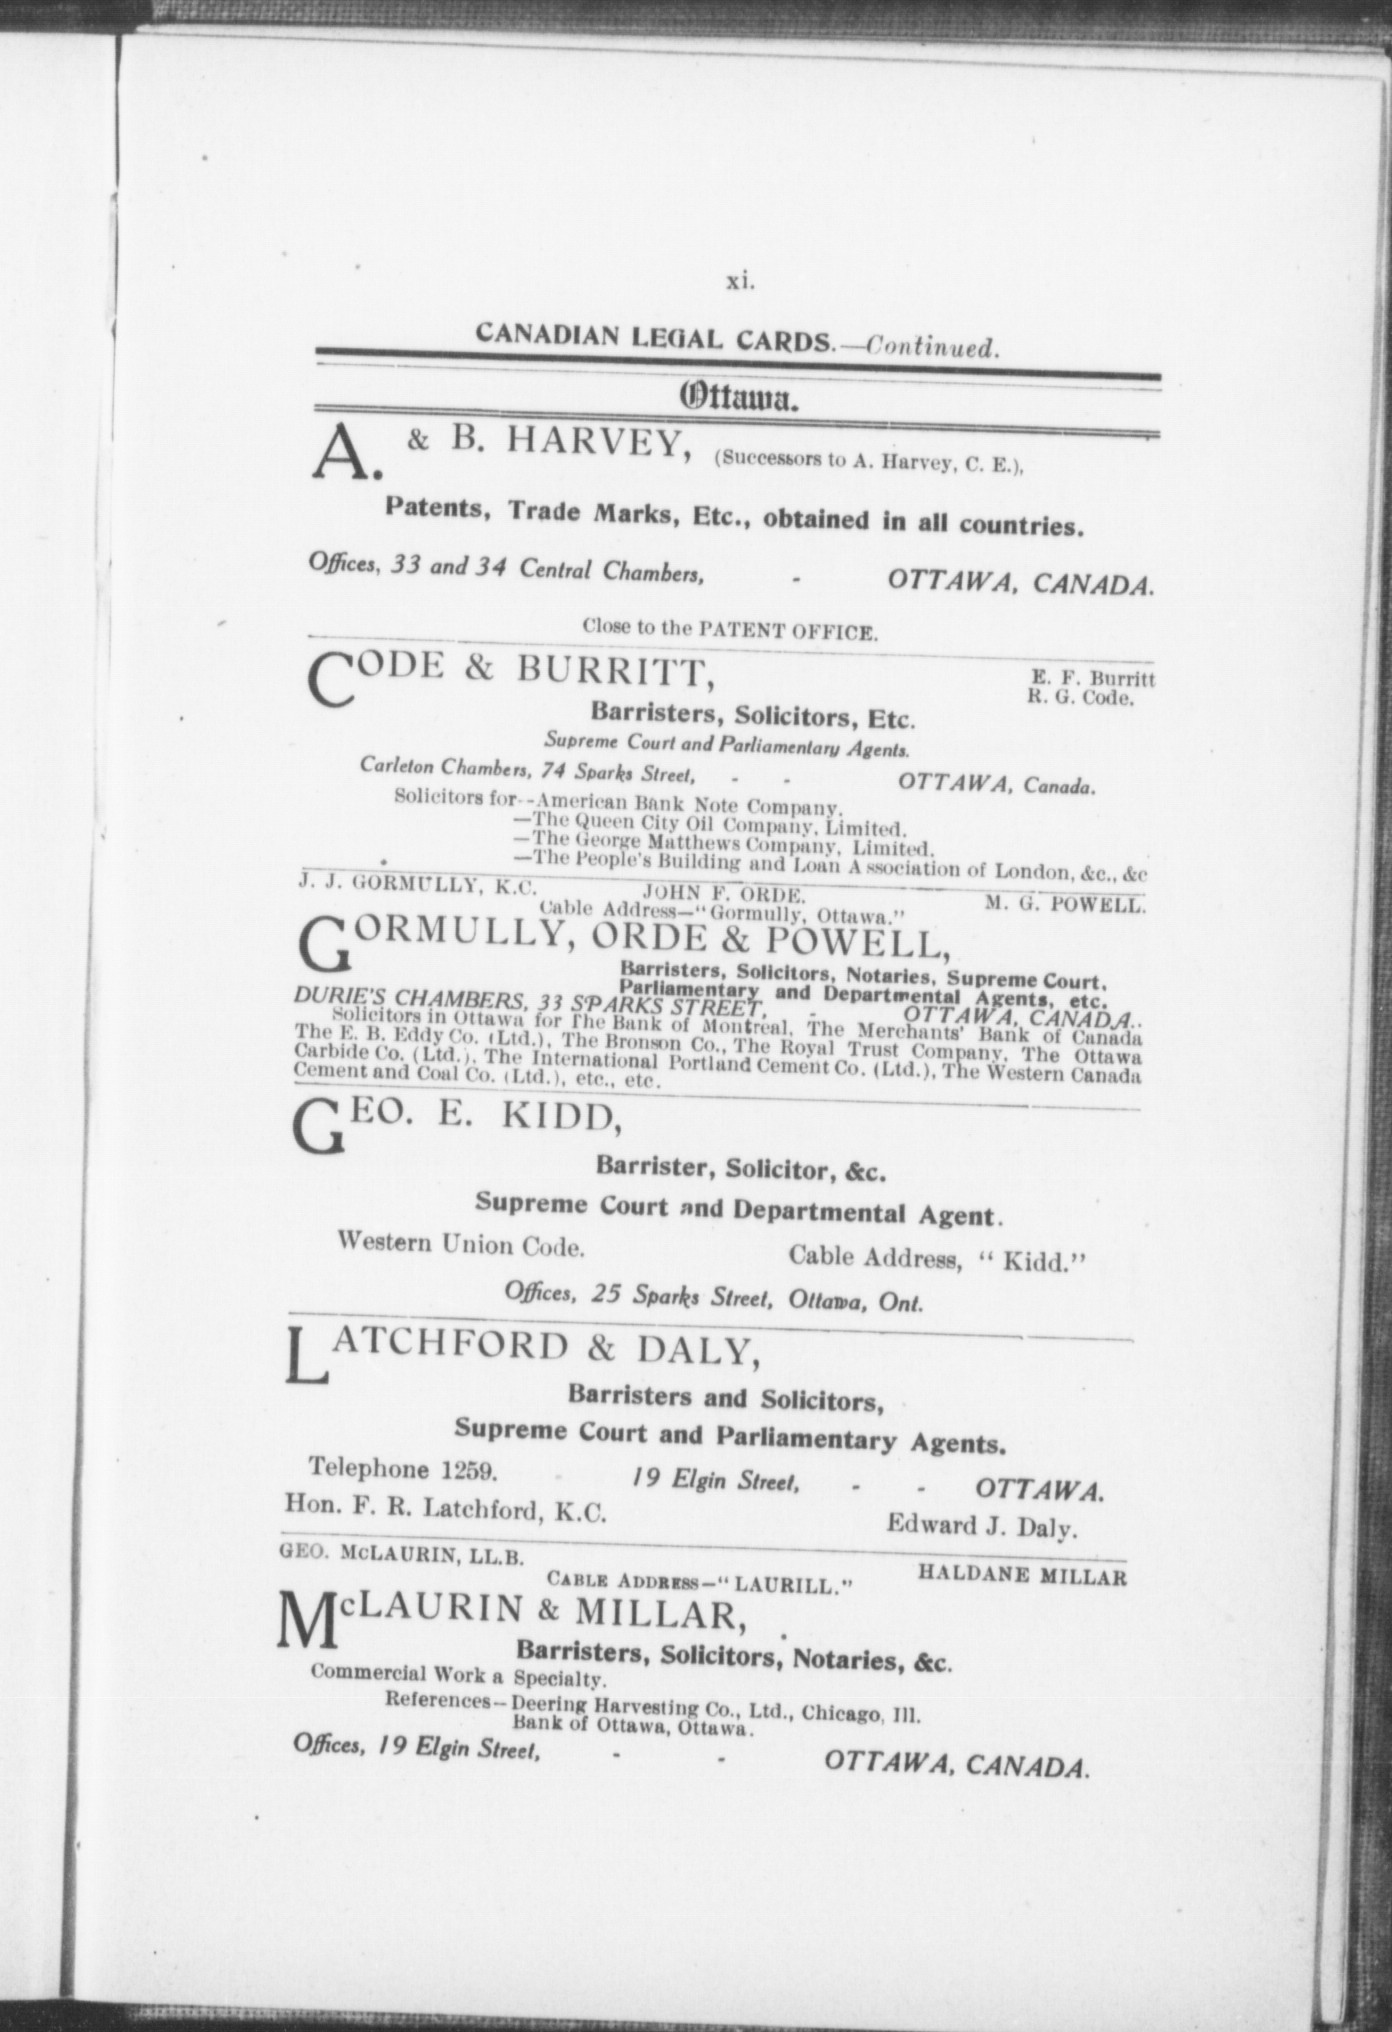 xi.
CANADIAN LEGAL CARDS.—Continued.
Ottawa.
A. & B. HARVEY, (Successors to A. Harvey, C. E.),
Patents, Trade Marks, Etc., obtained in all countries.
Offices, 33 and 34 Central Chambers, - OTTAWA, CANADA.
Close to the PATENT OFFICE.
CODE & BURRITT, E. F. Burritt
R. G. Code.
Barristers, Solicitors, Etc.
Supreme Court and Parliamentary Agents.
Carleton Chambers, 74 Sparks Street, - - OTTAWA, Canada.
Solicitors for--American Bank Note Company.
—The Queen City Oil Company, Limited.
—The George Matthews Company, Limited.
—The People's Building and Loan Association of London, &c., &c
J. J. GORMULLY, K.C. JOHN F. ORDE. M. G. POWELL.
Cable Address—"Gormully, Ottawa."
GORMULLY, ORDE & POWELL,
Barristers, Solicitors, Notaries, Supreme Court,
Parliamentary and Departmental Agents, etc.
DURIE'S CHAMBERS, 33 SPARKS STREET, - OTTAWA, CANADA..
Solicitors in Ottawa for The Bank of Montreal, The Merchants' Bank of Canada
The E. B. Eddy Co. (Ltd.), The Bronson Co., The Royal Trust Company, The Ottawa
Carbide Co. (Ltd.), The International Portland Cement Co. (Ltd.), The Western Canada
Cement and Coal Co. (Ltd.), etc., etc.
GEO. E. KIDD,
Barrister, Solicitor, &c.
Supreme Court and Departmental Agent.
Western Union Code. Cable Address, "Kidd."
Offices, 25 Sparks Street, Ottawa, Ont.
LATCHFORD & DALY,
Barristers and Solicitors,
Supreme Court and Parliamentary Agents.
Telephone 1259. 19 Elgin Street, - - OTTAWA.
Hon. F. R. Latchford, K.C. Edward J. Daly.
GEO. McLAURIN, LL.B. HALDANE MILLAR
CABLE ADDRESS—"LAURILL."
McLAURIN & MILLAR,
Barristers, Solicitors, Notaries, &c.
Commercial Work a Specialty.
References—Deering Harvesting Co., Ltd., Chicago, Ill.
Bank of Ottawa, Ottawa.
Offices, 19 Elgin Street, - - OTTAWA, CANADA.